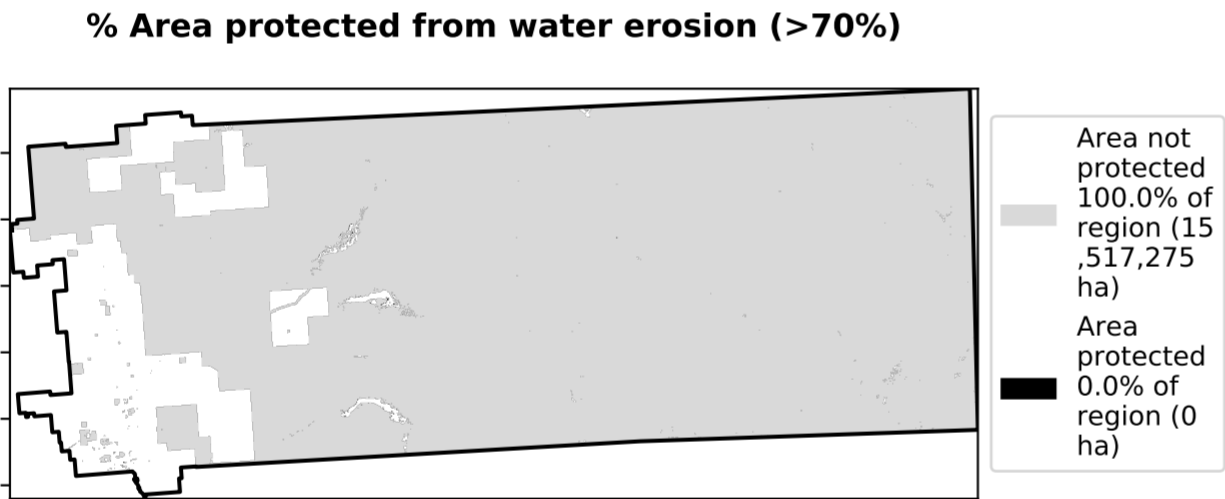 % Area protected from water erosion (>70%)
Area not
protected
100.0% of
region (15
,517,275
ha)
Area
protected
0.0% of
region (0
ha)